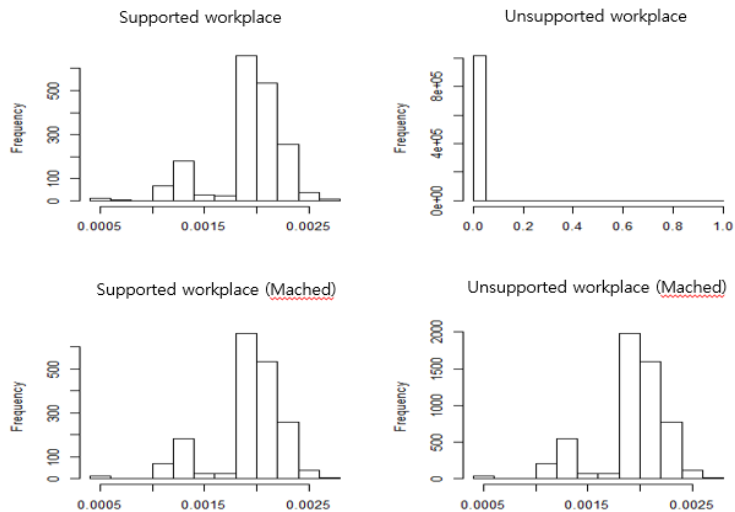 Supported workplace
Unsupported workplace
Frequency
100 300 500
0.0005 0.0015 0.0025
Frequency
0e+00 4e+05 8e+05
0.0 0.2 0.4 0.6 0.8 1.0
Supported workplace (Mached)
Unsupported workplace (Mached)
Frequency
0 100 300 500
0.0005 0.0015 0.0025
Frequency
0 500 1000 1500 2000
0.0005 0.0015 0.0025